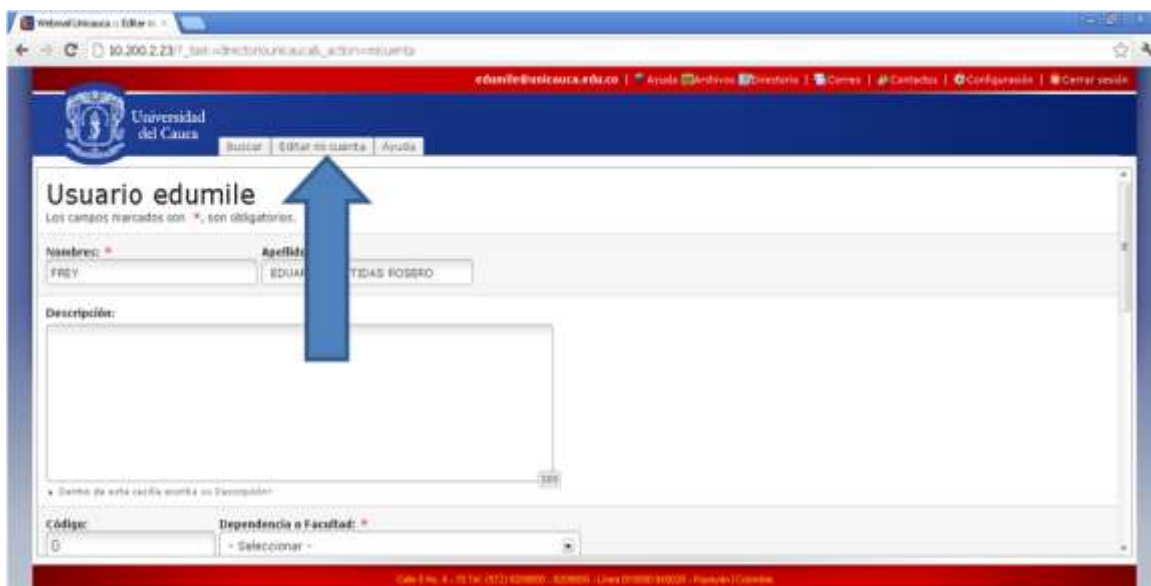 Webmail Unicauca :: Editar m
10.200.2.23/?_task=directoriounicauca&_action=micuenta
edumile@unicauca.edu.co | Ayuda Archivos Directorio | Correo | Contactos | Configuración | Cerrar sesión
Universidad
del Cauca
Buscar Editar mi cuenta Ayuda
Usuario edumile
Los campos marcados con *, son obligatorios.
Nombres: * Apellido
FREY EDUAR TIDAS ROSERO
Descripción:
Dentro de esta casilla escriba su Descripción
Código: Dependencia o Facultad: *
0 - Seleccionar -